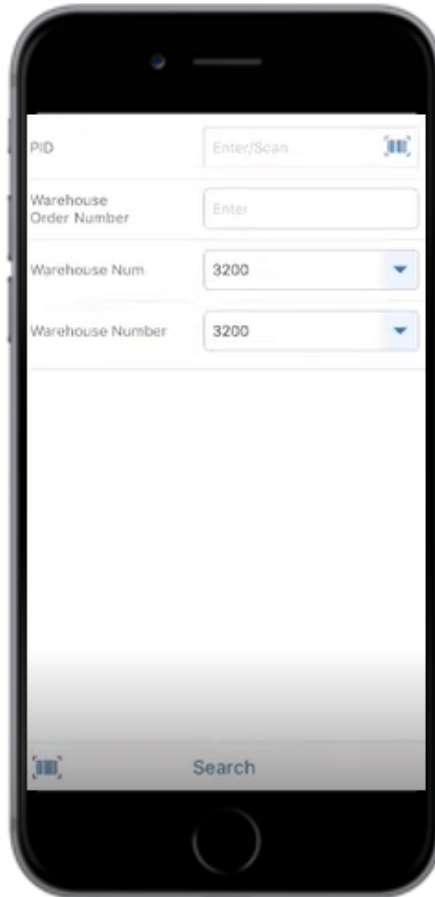 PID
Enter/Scan...
Warehouse
Order Number
Enter
Warehouse Num
3200
Warehouse Number
3200
Search